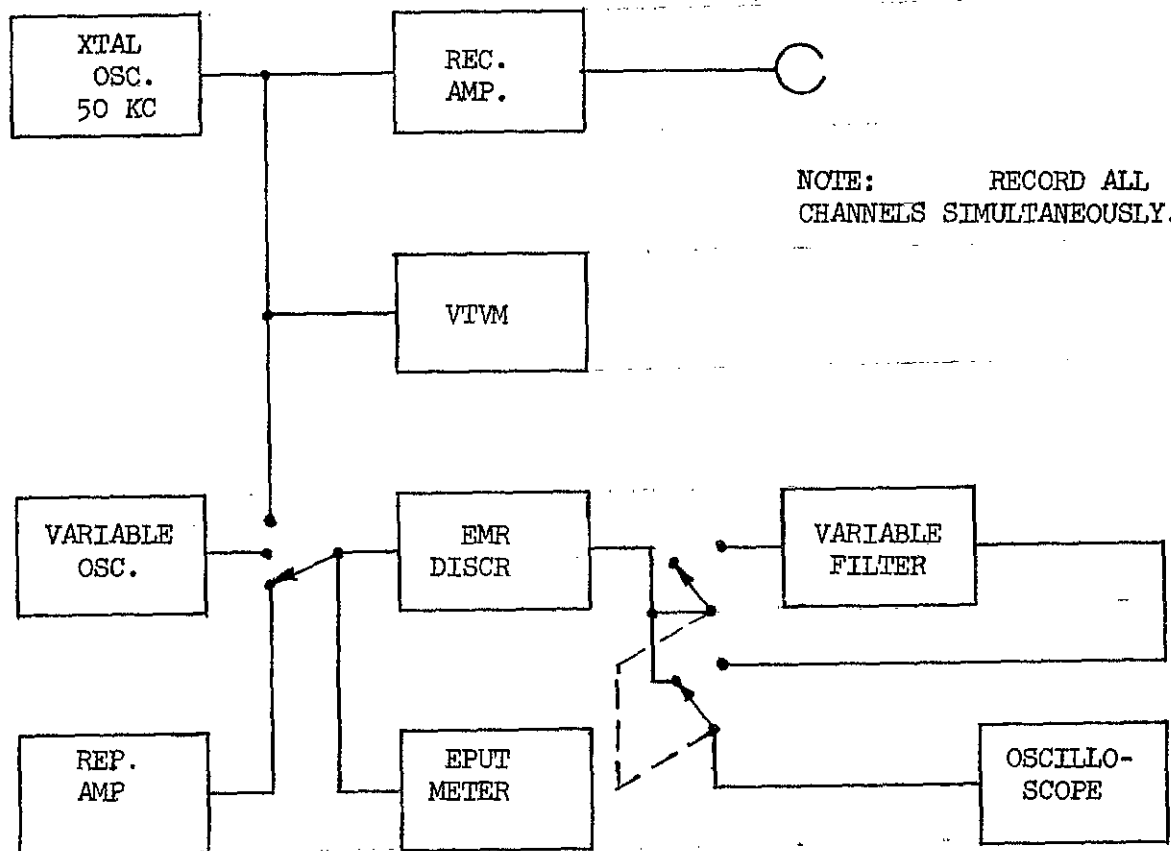 XTAL
OSC.
50 KC
REC.
AMP.
NOTE: RECORD ALL
CHANNELS SIMULTANEOUSLY.
VTVM
VARIABLE
OSC.
EMR
DISCR
VARIABLE
FILTER
REP.
AMP
EPUT
METER
OSCILLO-
SCOPE